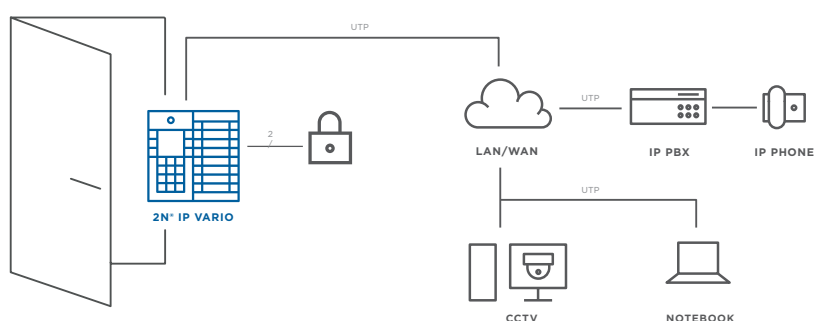 UTP
UTP
2
LAN/WAN
IP PBX
IP PHONE
UTP
2N® IP VARIO
CCTV
NOTEBOOK